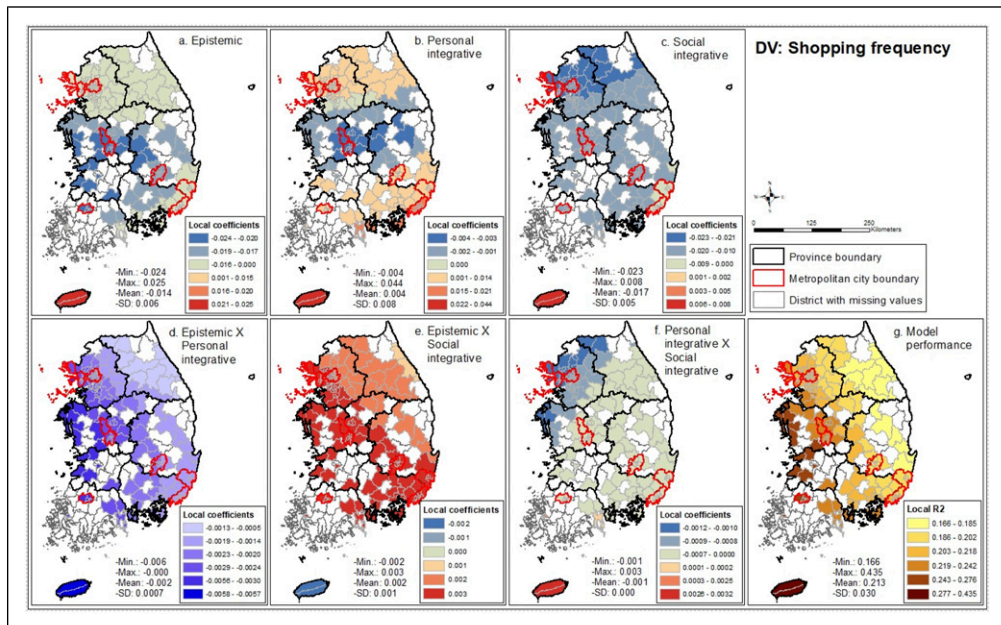 a. Epistemic
Local coefficients
-0.024 - -0.020
-0.019 - -0.017
-0.016 - 0.000
0.001 - 0.015
0.016 - 0.020
0.021 - 0.025
-Min.: -0.024
-Max.: 0.025
-Mean: -0.014
-SD: 0.006
b. Personal
integrative
Local coefficients
-0.004 - -0.003
-0.002 - -0.001
0.000
0.001 - 0.014
0.015 - 0.021
0.022 - 0.044
-Min.: -0.004
-Max.: 0.044
-Mean: 0.004
-SD: 0.008
c. Social
integrative
Local coefficients
-0.023 - -0.021
-0.020 - -0.010
-0.009 - 0.000
0.001 - 0.002
0.003 - 0.005
0.006 - 0.008
-Min.: -0.023
-Max.: 0.008
-Mean: -0.017
-SD: 0.005
DV: Shopping frequency
0 125 250
Kilometers
Province boundary
Metropolitan city boundary
District with missing values
d. Epistemic X
Personal
integrative
Local coefficients
-0.0013 - -0.0005
-0.0019 - -0.0014
-0.0023 - -0.0020
-0.0029 - -0.0024
-0.0056 - -0.0030
-0.0058 - -0.0057
-Min.: -0.006
-Max.: -0.000
-Mean: -0.002
-SD: 0.0007
e. Epistemic X
Social
integrative
Local coefficients
-0.002
-0.001
0.000
0.001
0.002
0.003
-Min.: -0.002
-Max.: 0.003
-Mean: 0.002
-SD: 0.001
f. Personal
integrative X
Social
integrative
Local coefficients
-0.0012 - -0.0010
-0.0009 - -0.0008
-0.0007 - 0.0000
0.0001 - 0.0002
0.0003 - 0.0025
0.0026 - 0.0032
-Min.: -0.001
-Max.: 0.003
-Mean: -0.001
-SD: 0.000
g. Model
performance
Local R2
0.166 - 0.185
0.186 - 0.202
0.203 - 0.218
0.219 - 0.242
0.243 - 0.276
0.277 - 0.435
-Min.: 0.166
-Max.: 0.435
-Mean: 0.213
-SD: 0.030